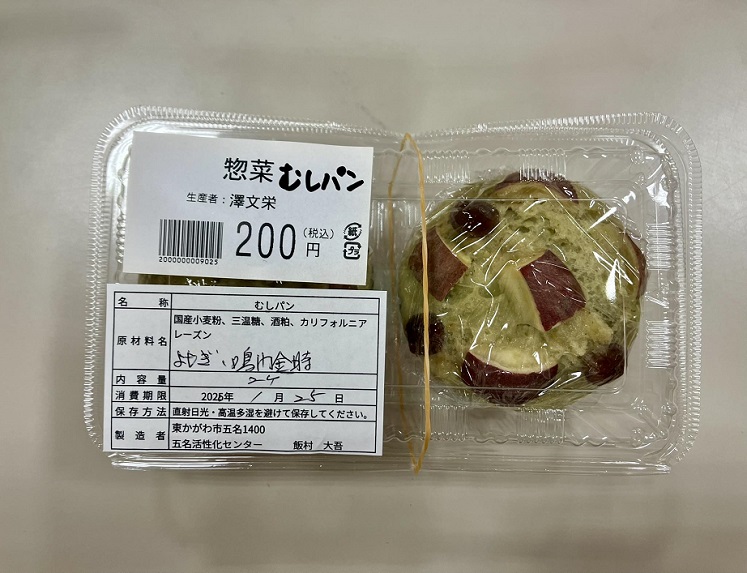 惣菜 むしパン
生産者：澤文栄
200円（税込）
2000000009025
紙
プラ
名称 むしパン
原材料名 国産小麦粉、三温糖、酒粕、カリフォルニア
レーズン
よもぎ、鳴門金時
内容量 2ケ
消費期限 2025年 1月25日
保存方法 直射日光・高温多湿を避けて保存してください。
製造者 東かがわ市五名1400
五名活性化センター 飯村 大吾